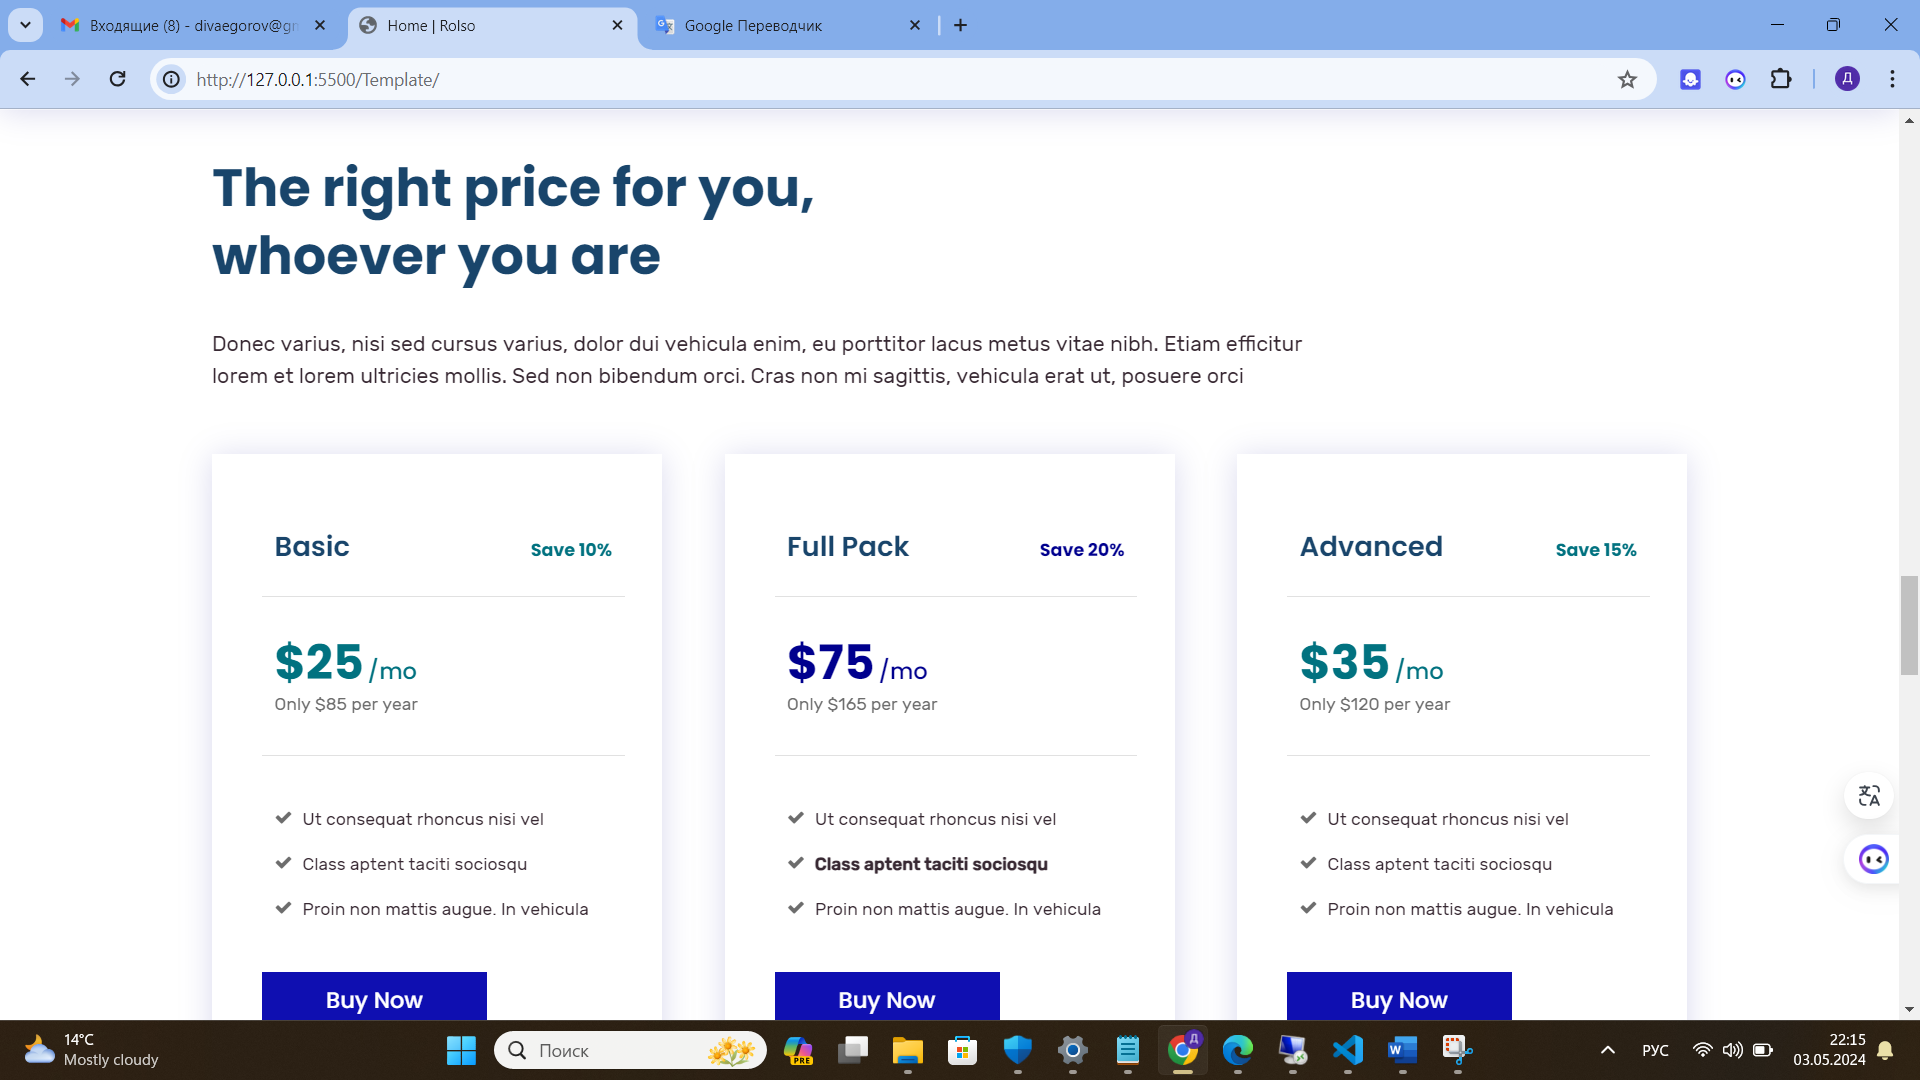 Входящие (8) - divaegorov@gm
Home | Rolso
Google Переводчик
http://127.0.0.1:5500/Template/
Д
The right price for you,
whoever you are
Donec varius, nisi sed cursus varius, dolor dui vehicula enim, eu porttitor lacus metus vitae nibh. Etiam efficitur
lorem et lorem ultricies mollis. Sed non bibendum orci. Cras non mi sagittis, vehicula erat ut, posuere orci
Basic
Save 10%
$25 /mo
Only $85 per year
Ut consequat rhoncus nisi vel
Class aptent taciti sociosqu
Proin non mattis augue. In vehicula
Buy Now
Full Pack
Save 20%
$75 /mo
Only $165 per year
Ut consequat rhoncus nisi vel
Class aptent taciti sociosqu
Proin non mattis augue. In vehicula
Buy Now
Advanced
Save 15%
$35 /mo
Only $120 per year
Ut consequat rhoncus nisi vel
Class aptent taciti sociosqu
Proin non mattis augue. In vehicula
Buy Now
14°C
Mostly cloudy
Поиск
PRE
Д
РУС
22:15
03.05.2024